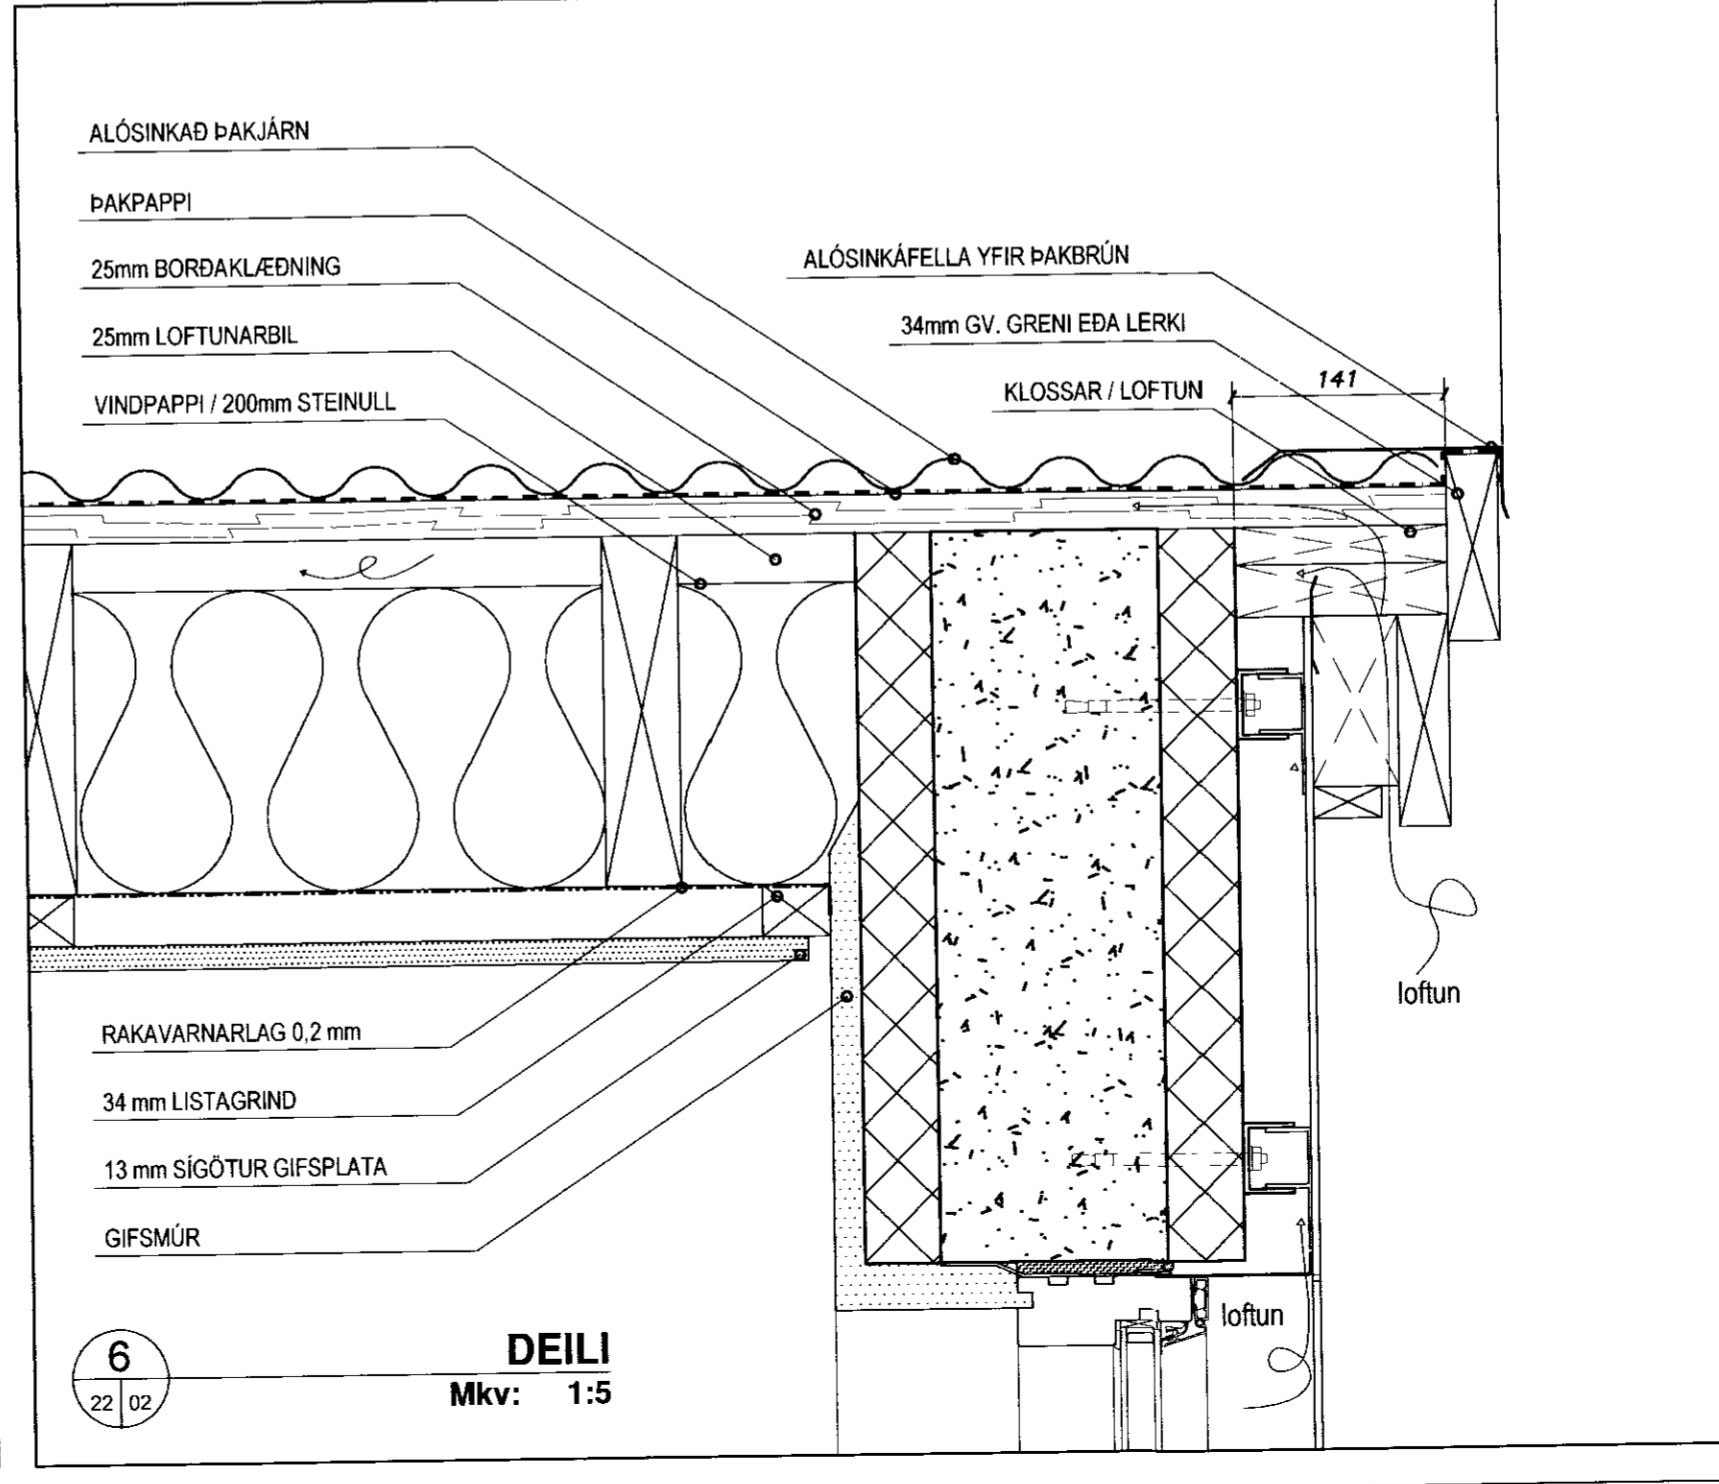 ALÓSINKAÐ ÞAKJÁRN
ÞAKPAPPI
25mm BORÐAKLÆÐNING
25mm LOFTUNARBIL
VINDPAPPI / 200mm STEINULL
ALÓSINKÁFELLA YFIR ÞAKBRÚN
34mm GV. GRENI EÐA LERKI
KLOSSAR / LOFTUN
141
RAKAVARNARLAG 0,2 mm
34 mm LISTAGRIND
13 mm SÍGÖTUR GIFSPLATA
GIFSMÚR
loftun
loftun
6
22 02
DEILI
Mkv: 1:5